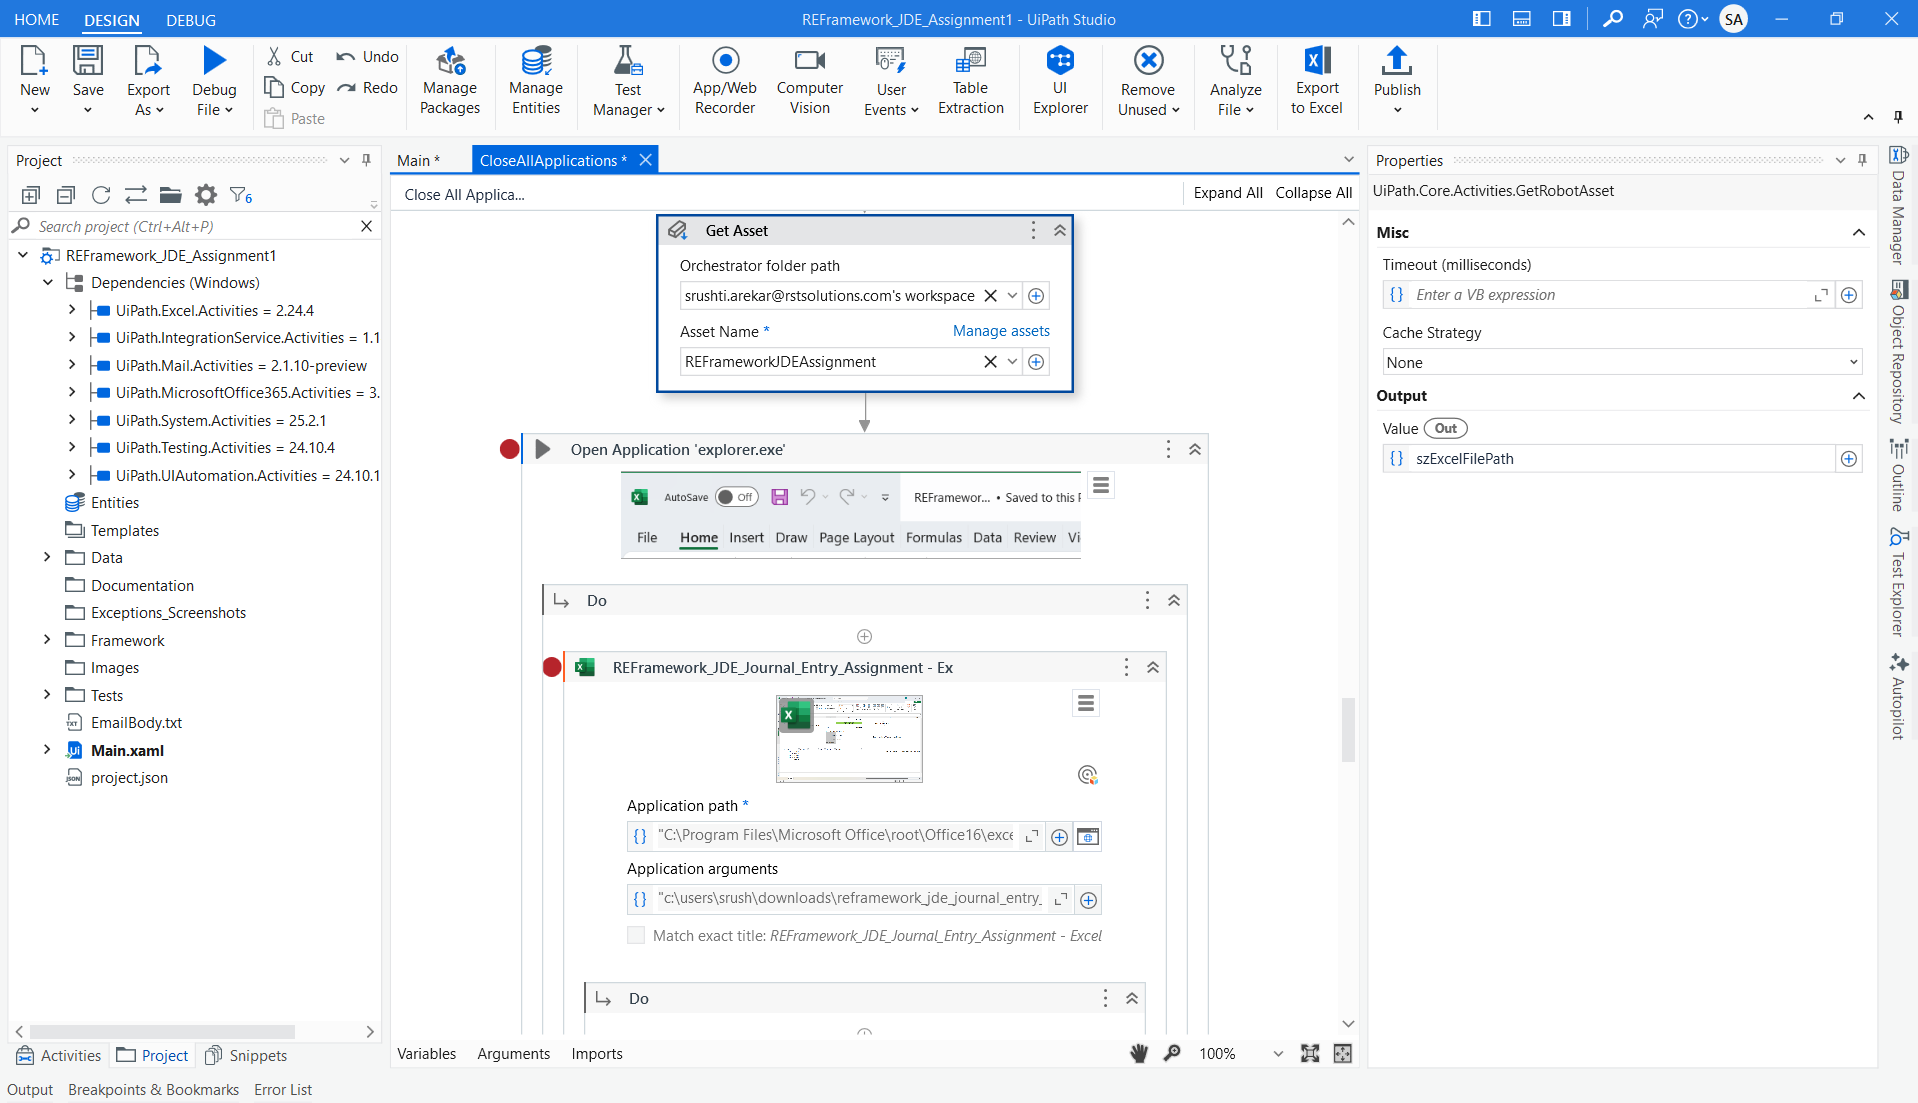 HOME DESIGN DEBUG REFramework_JDE_Assignment1 - UiPath Studio SA
New Save Export As Debug File
Cut Copy Paste Undo Redo
Manage Packages
Manage Entities
Test Manager
App/Web Recorder
Computer Vision
User Events
Table Extraction
UI Explorer
Remove Unused
Analyze File
Export to Excel
Publish
Project
6
Search project (Ctrl+Alt+P)
REFramework_JDE_Assignment1
Dependencies (Windows)
UiPath.Excel.Activities = 2.24.4
UiPath.IntegrationService.Activities = 1.1
UiPath.Mail.Activities = 2.1.10-preview
UiPath.MicrosoftOffice365.Activities = 3.
UiPath.System.Activities = 25.2.1
UiPath.Testing.Activities = 24.10.4
UiPath.UIAutomation.Activities = 24.10.1
Entities
Templates
Data
Documentation
Exceptions_Screenshots
Framework
Images
Tests
EmailBody.txt
Main.xaml
project.json
Activities Project Snippets
Output Breakpoints & Bookmarks Error List
Main * CloseAllApplications *
Close All Applica...
Expand All Collapse All
Get Asset
Orchestrator folder path
srushti.arekar@rstsolutions.com's workspace
Asset Name * Manage assets
REFrameworkJDEAssignment
Open Application 'explorer.exe'
AutoSave Off REFramewor... • Saved to this P
File Home Insert Draw Page Layout Formulas Data Review Vi
Do
REFramework_JDE_Journal_Entry_Assignment - Ex
Application path *
{} "C:\Program Files\Microsoft Office\root\Office16\exce
Application arguments
{} "c:\users\srush\downloads\reframework_jde_journal_entry_
Match exact title: REFramework_JDE_Journal_Entry_Assignment - Excel
Do
Variables Arguments Imports 100%
Properties
UiPath.Core.Activities.GetRobotAsset
Misc
Timeout (milliseconds)
{} Enter a VB expression
Cache Strategy
None
Output
Value Out
{} szExcelFilePath
Data Manager
Object Repository
Outline
Test Explorer
Autopilot